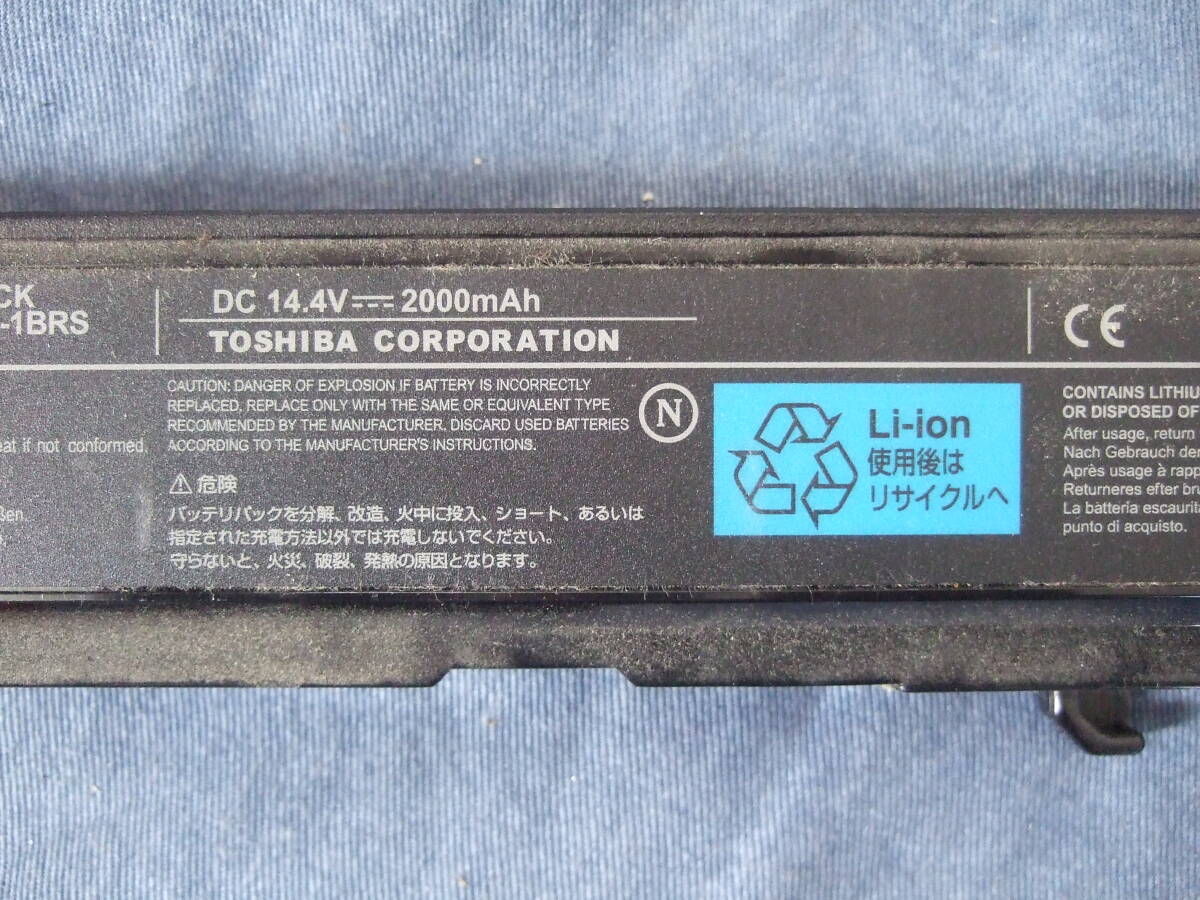 CK
-1BRS
DC 14.4V 2000mAh
TOSHIBA CORPORATION
CE
eat if not conformed.
ßen.
CAUTION: DANGER OF EXPLOSION IF BATTERY IS INCORRECTLY
REPLACED. REPLACE ONLY WITH THE SAME OR EQUIVALENT TYPE
RECOMMENDED BY THE MANUFACTURER. DISCARD USED BATTERIES
ACCORDING TO THE MANUFACTURER'S INSTRUCTIONS.
危険
バッテリパックを分解、改造、火中に投入、ショート、あるいは
指定された充電方法以外では充電しないでください。
守らないと、火災、破裂、発熱の原因となります。
N
Li-ion
使用後は
リサイクルへ
CONTAINS LITHIU
OR DISPOSED OF
After usage, return
Nach Gebrauch der
Après usage à rapp
Returneres efter br
La batteria escaurita
punto di acquisto.